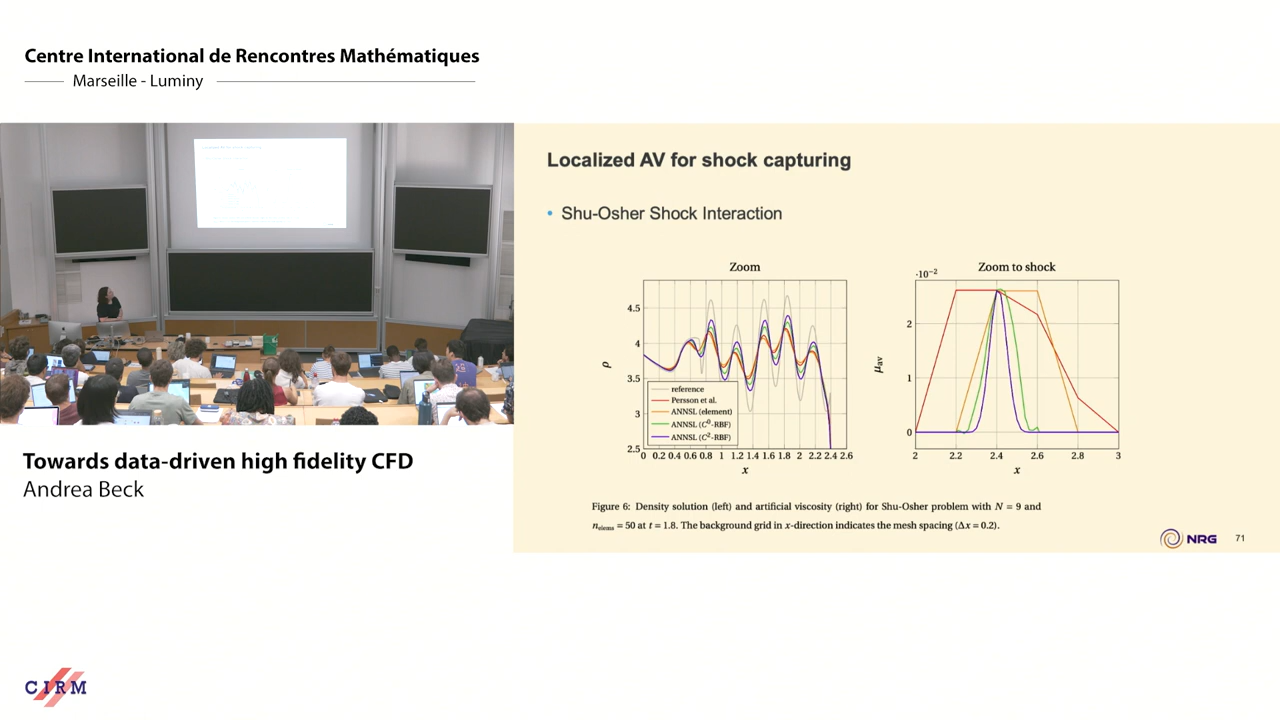 Centre International de Rencontres Mathématiques
Marseille - Luminy
Towards data-driven high fidelity CFD
Andrea Beck
CIRM
Localized AV for shock capturing
• Shu-Osher Shock Interaction
Zoom
4.5
4
3.5
3
2.5
ρ
reference
Persson et al.
ANNSL (element)
ANNSL (C⁰-RBF)
ANNSL (C²-RBF)
0 0.2 0.4 0.6 0.8 1 1.2 1.4 1.6 1.8 2 2.2 2.4 2.6
x
Zoom to shock
·10⁻²
2
1
0
μav
2 2.2 2.4 2.6 2.8 3
x
Figure 6: Density solution (left) and artificial viscosity (right) for Shu-Osher problem with N = 9 and
nelems = 50 at t = 1.8. The background grid in x-direction indicates the mesh spacing (Δx = 0.2).
NRG 71